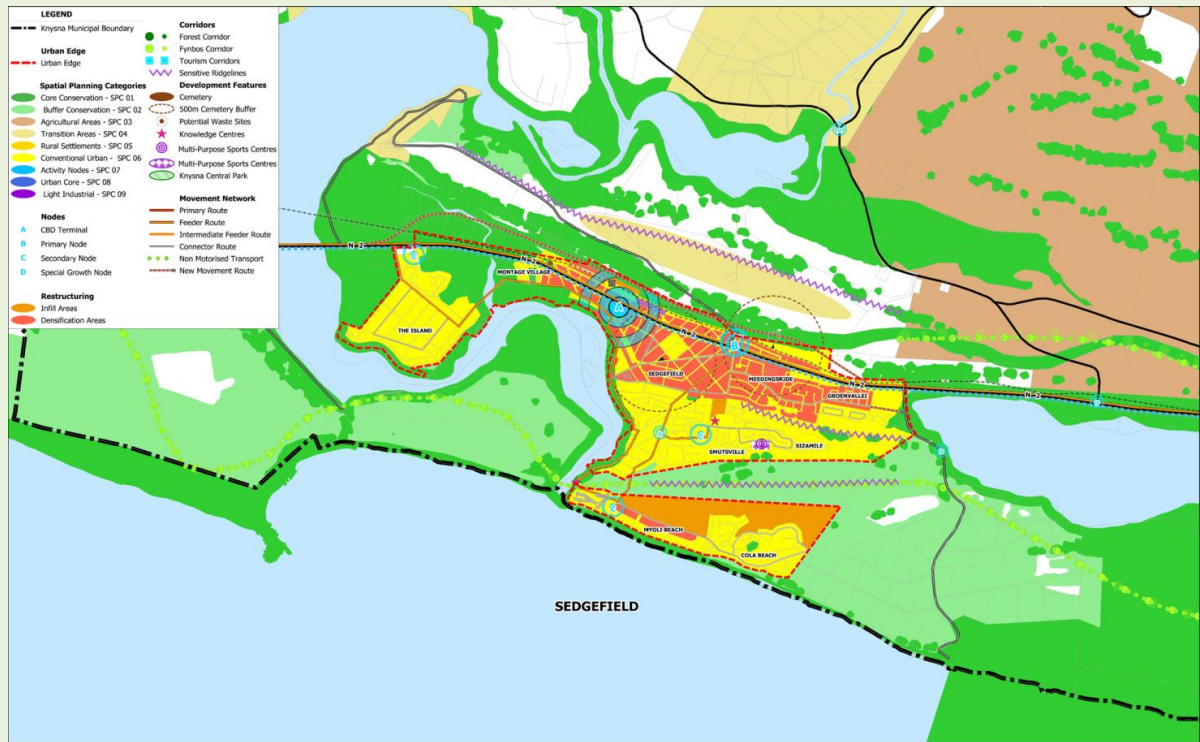 LEGEND
Knysna Municipal Boundary
Urban Edge
Urban Edge
Spatial Planning Categories
Core Conservation - SPC 01
Buffer Conservation - SPC 02
Agricultural Areas - SPC 03
Transition Areas - SPC 04
Rural Settlements - SPC 05
Conventional Urban - SPC 06
Activity Nodes - SPC 07
Urban Core - SPC 08
Light Industrial - SPC 09
Nodes
A CBD Terminal
B Primary Node
C Secondary Node
D Special Growth Node
Restructuring
Infill Areas
Densification Areas
Corridors
Forest Corridor
Fynbos Corridor
Tourism Corridors
Sensitive Ridgelines
Development Features
Cemetery
500m Cemetery Buffer
Potential Waste Sites
Knowledge Centres
Multi-Purpose Sports Centres
Multi-Purpose Sports Centres
Knysna Central Park
Movement Network
Primary Route
Feeder Route
Intermediate Feeder Route
Connector Route
Non Motorised Transport
New Movement Route
N 2
C
N 2
MONTAGE VILLAGE
A
THE ISLAND
N 2
B
SEDGEFIELD
MEEDINGSRIDE
N 2
GROENVALLEI
N 2
C
SIZAMILE
SMUTSVILLE
C
MYOLI BEACH
COLA BEACH
SEDGEFIELD